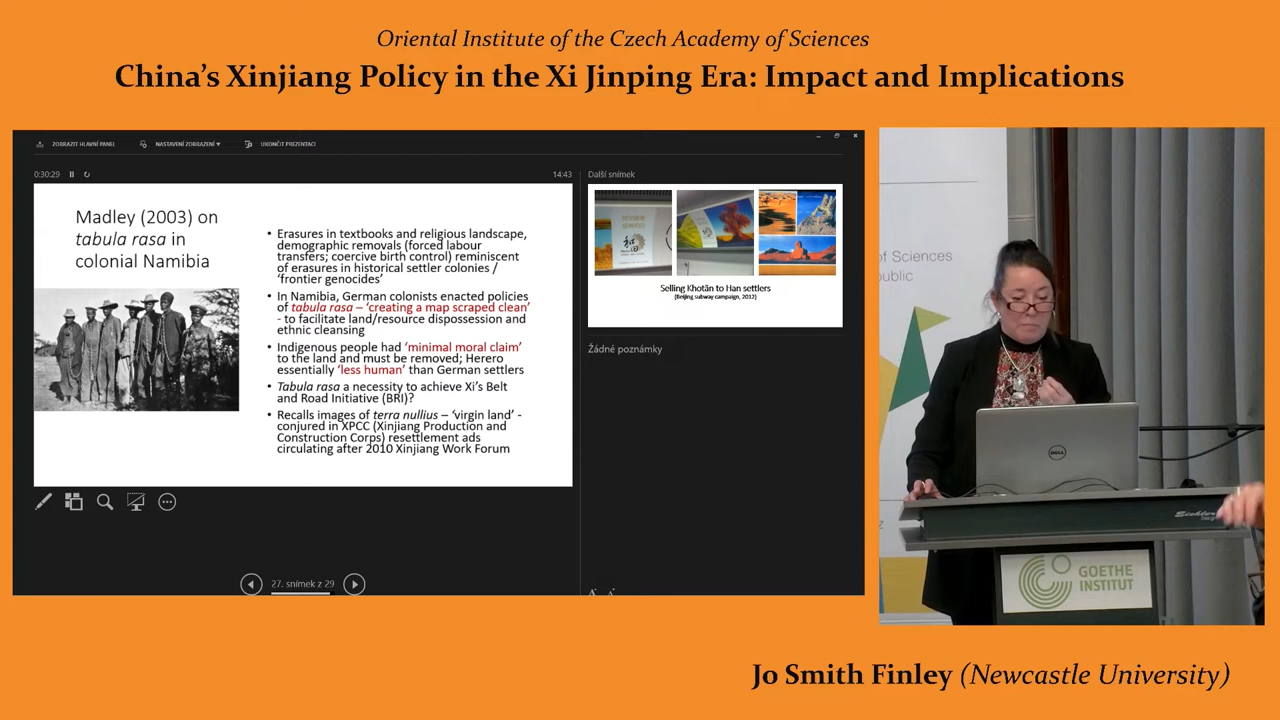 Oriental Institute of the Czech Academy of Sciences
China's Xinjiang Policy in the Xi Jinping Era: Impact and Implications
ZOBRAZIT HLAVNÍ PANEL
NASTAVENÍ ZOBRAZENÍ ▾
UKONČIT PREZENTACI
0:30:29
14:43
Madley (2003) on
tabula rasa in
colonial Namibia
• Erasures in textbooks and religious landscape,
demographic removals (forced labour
transfers; coercive birth control) reminiscent
of erasures in historical settler colonies /
'frontier genocides'
• In Namibia, German colonists enacted policies
of tabula rasa – 'creating a map scraped clean'
- to facilitate land/resource dispossession and
ethnic cleansing
• Indigenous people had 'minimal moral claim'
to the land and must be removed; Herero
essentially 'less human' than German settlers
• Tabula rasa a necessity to achieve Xi's Belt
and Road Initiative (BRI)?
• Recalls images of terra nullius – 'virgin land' -
conjured in XPCC (Xinjiang Production and
Construction Corps) resettlement ads
circulating after 2010 Xinjiang Work Forum
27. snímek z 29
Další snímek
和田
Selling Khotān to Han settlers
(Beijing subway campaign, 2012)
Žádné poznámky
of Sciences
public
DELL
GOETHE
INSTITUT
Jo Smith Finley (Newcastle University)